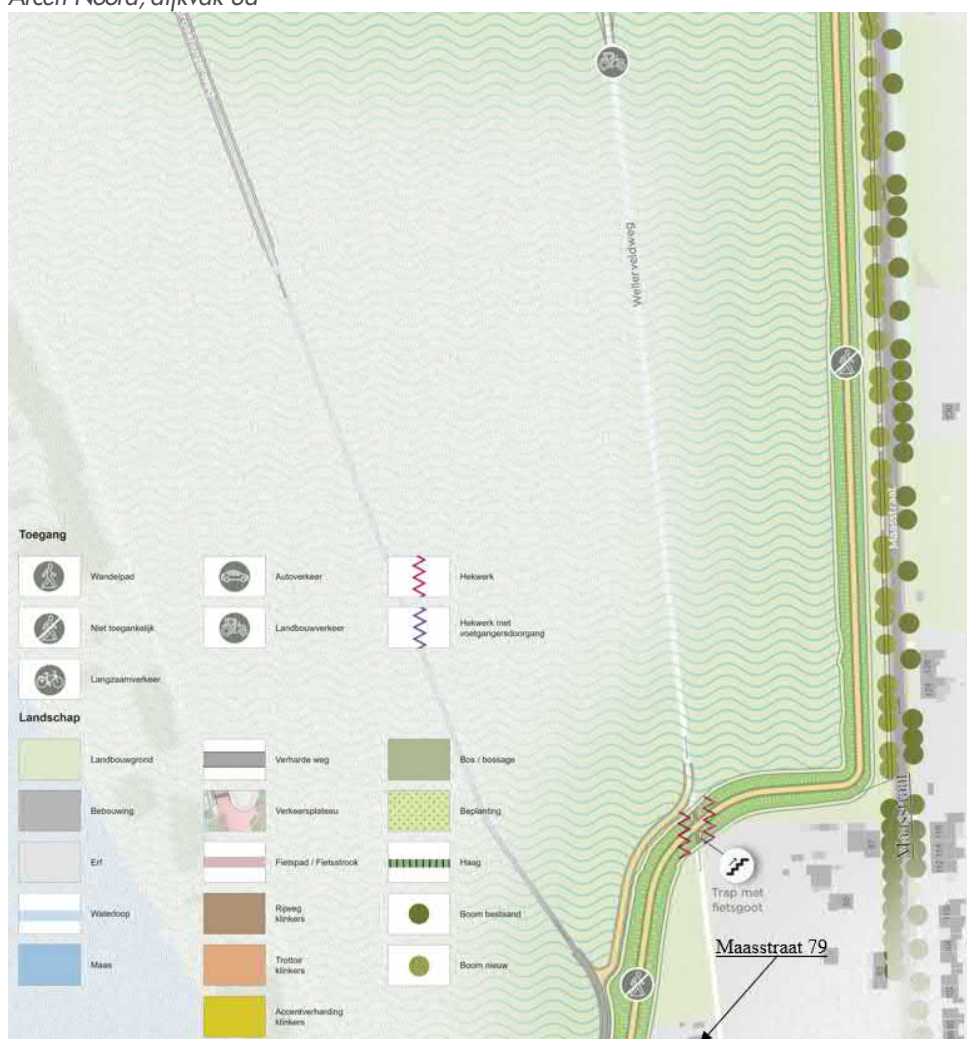 Arcen Noord, dijkvak 6a
Wellerveldweg
Maasstraat
Maasstraat
Toegang
Wandelpad
Autoverkeer
Hekwerk
Niet toegankelijk
Landbouwverkeer
Hekwerk met
voetgangersdoorgang
Langzaamverkeer
Landschap
Landbouwgrond
Verharde weg
Bos / bossage
Bebouwing
Verkeersplateau
Beplanting
Erf
Fietspad / Fietsstrook
Haag
Waterloop
Rijweg
klinkers
Boom bestaand
Maas
Trottoir
klinkers
Boom nieuw
Accentverharding
klinkers
Trap met
fietsgoot
Maasstraat 79